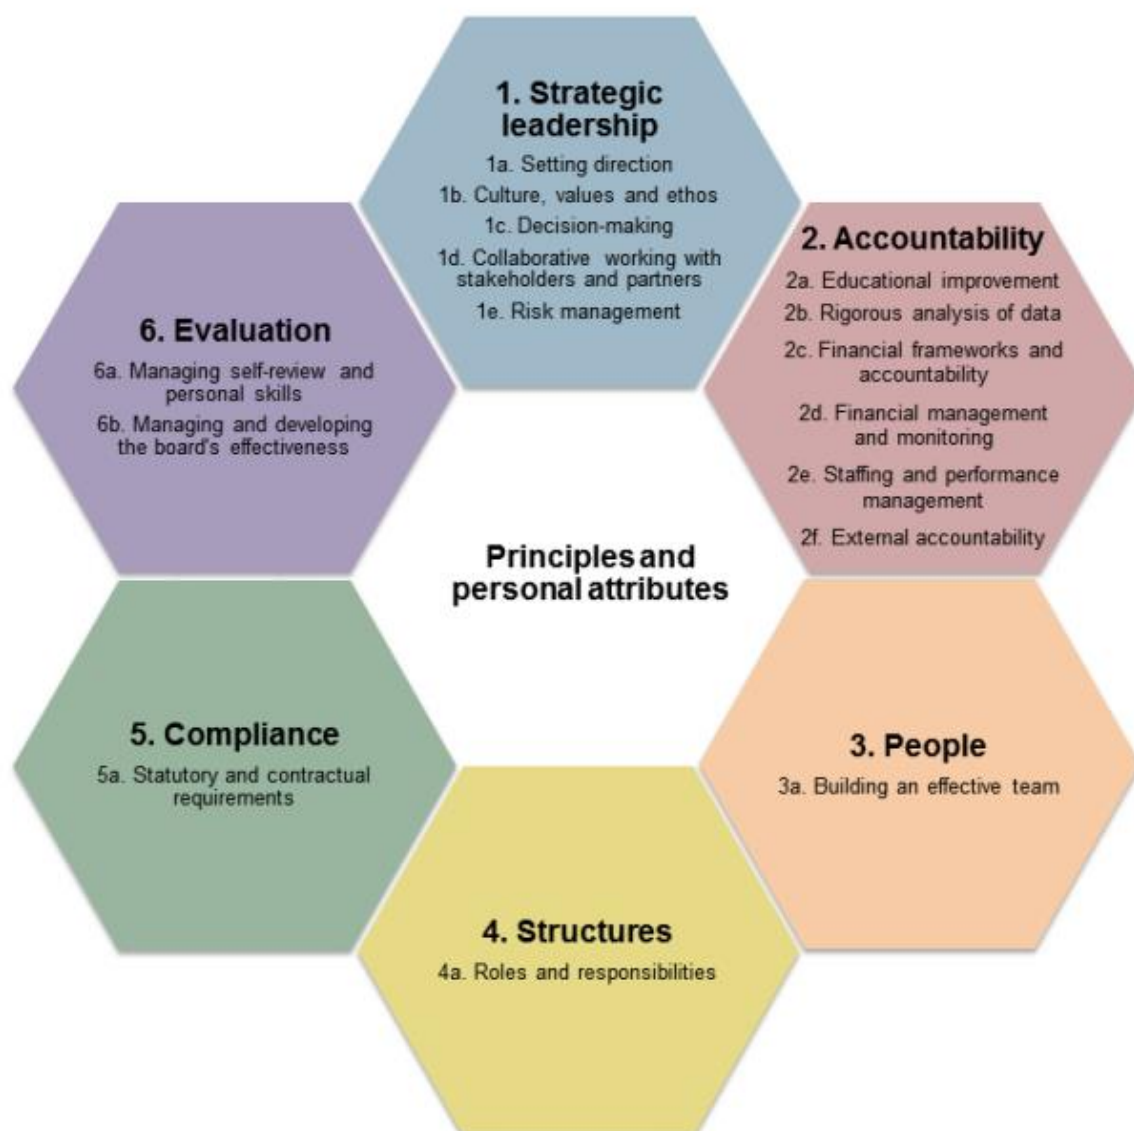 1. Strategic
leadership
1a. Setting direction
1b. Culture, values and ethos
1c. Decision-making
1d. Collaborative working with
stakeholders and partners
1e. Risk management
2. Accountability
2a. Educational improvement
2b. Rigorous analysis of data
2c. Financial frameworks and
accountability
2d. Financial management
and monitoring
2e. Staffing and performance
management
2f. External accountability
3. People
3a. Building an effective team
4. Structures
4a. Roles and responsibilities
5. Compliance
5a. Statutory and contractual
requirements
6. Evaluation
6a. Managing self-review and
personal skills
6b. Managing and developing
the board's effectiveness
Principles and
personal attributes